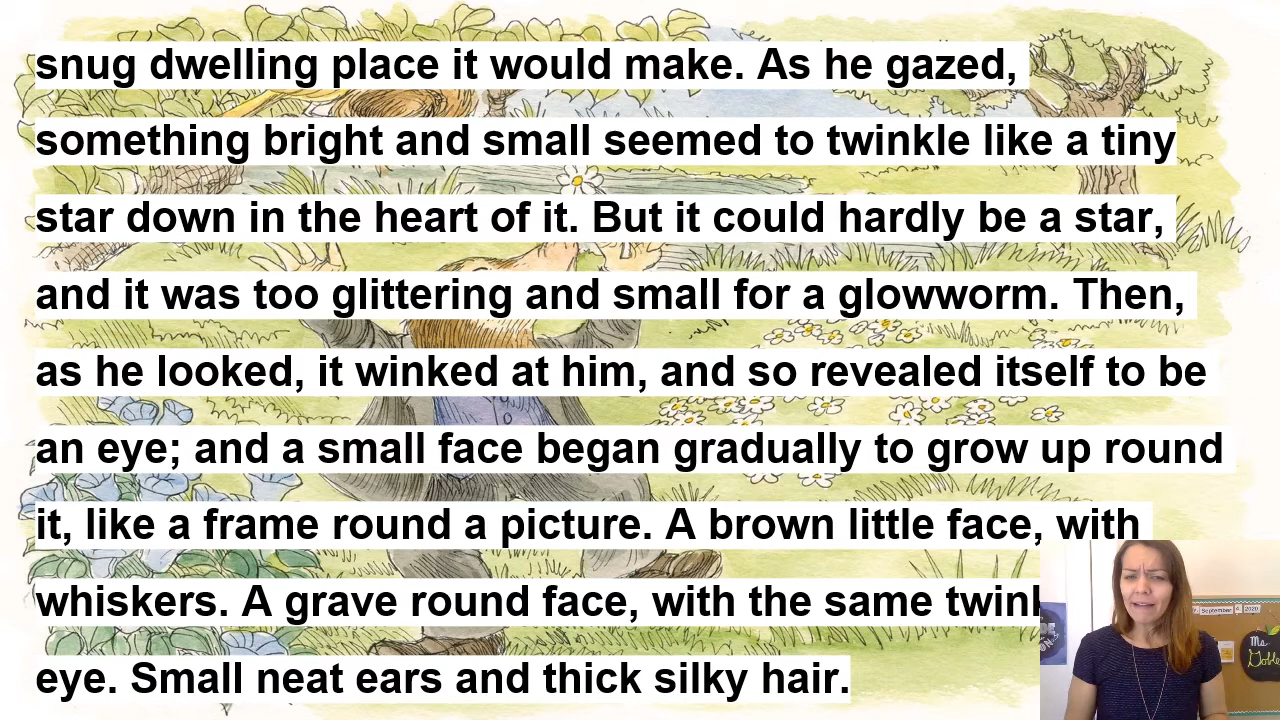 snug dwelling place it would make. As he gazed,
something bright and small seemed to twinkle like a tiny
star down in the heart of it. But it could hardly be a star,
and it was too glittering and small for a glowworm. Then,
as he looked, it winked at him, and so revealed itself to be
an eye; and a small face began gradually to grow up round
it, like a frame round a picture. A brown little face, with
whiskers. A grave round face, with the same
eye. Small neat ears and thick silky hair.
September 4, 2020
Ms.